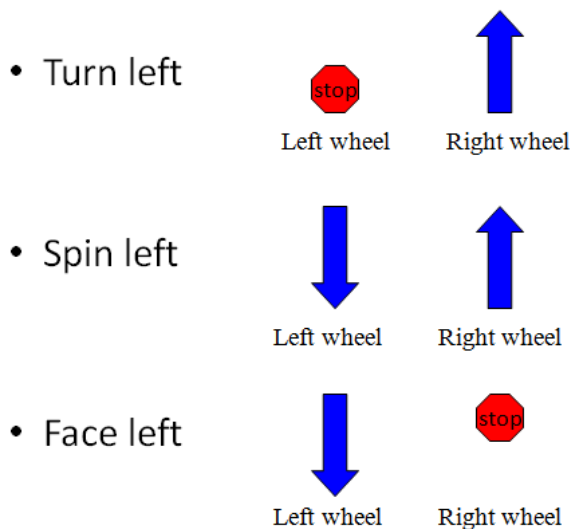 • Turn left
stop
Left wheel Right wheel
• Spin left
Left wheel Right wheel
• Face left
stop
Left wheel Right wheel